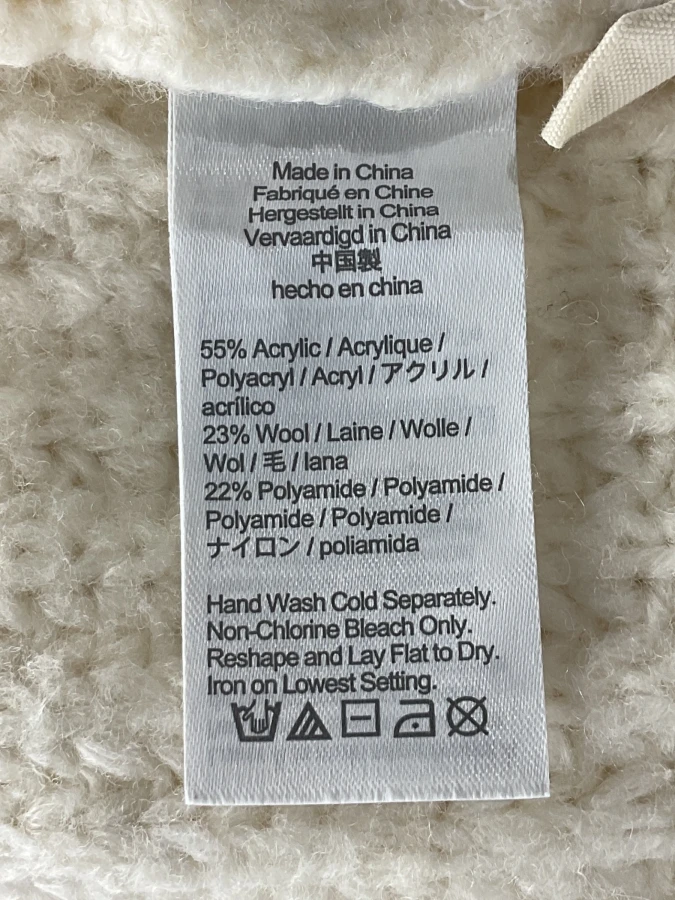 Made in China
Fabriqué en Chine
Hergestellt in China
Vervaardigd in China
中国製
hecho en china
55% Acrylic / Acrylique /
Polyacryl / Acryl / アクリル /
acrílico
23% Wool / Laine / Wolle /
Wol / 毛 / lana
22% Polyamide / Polyamide /
Polyamide / Polyamide /
ナイロン / poliamida
Hand Wash Cold Separately.
Non-Chlorine Bleach Only.
Reshape and Lay Flat to Dry.
Iron on Lowest Setting.